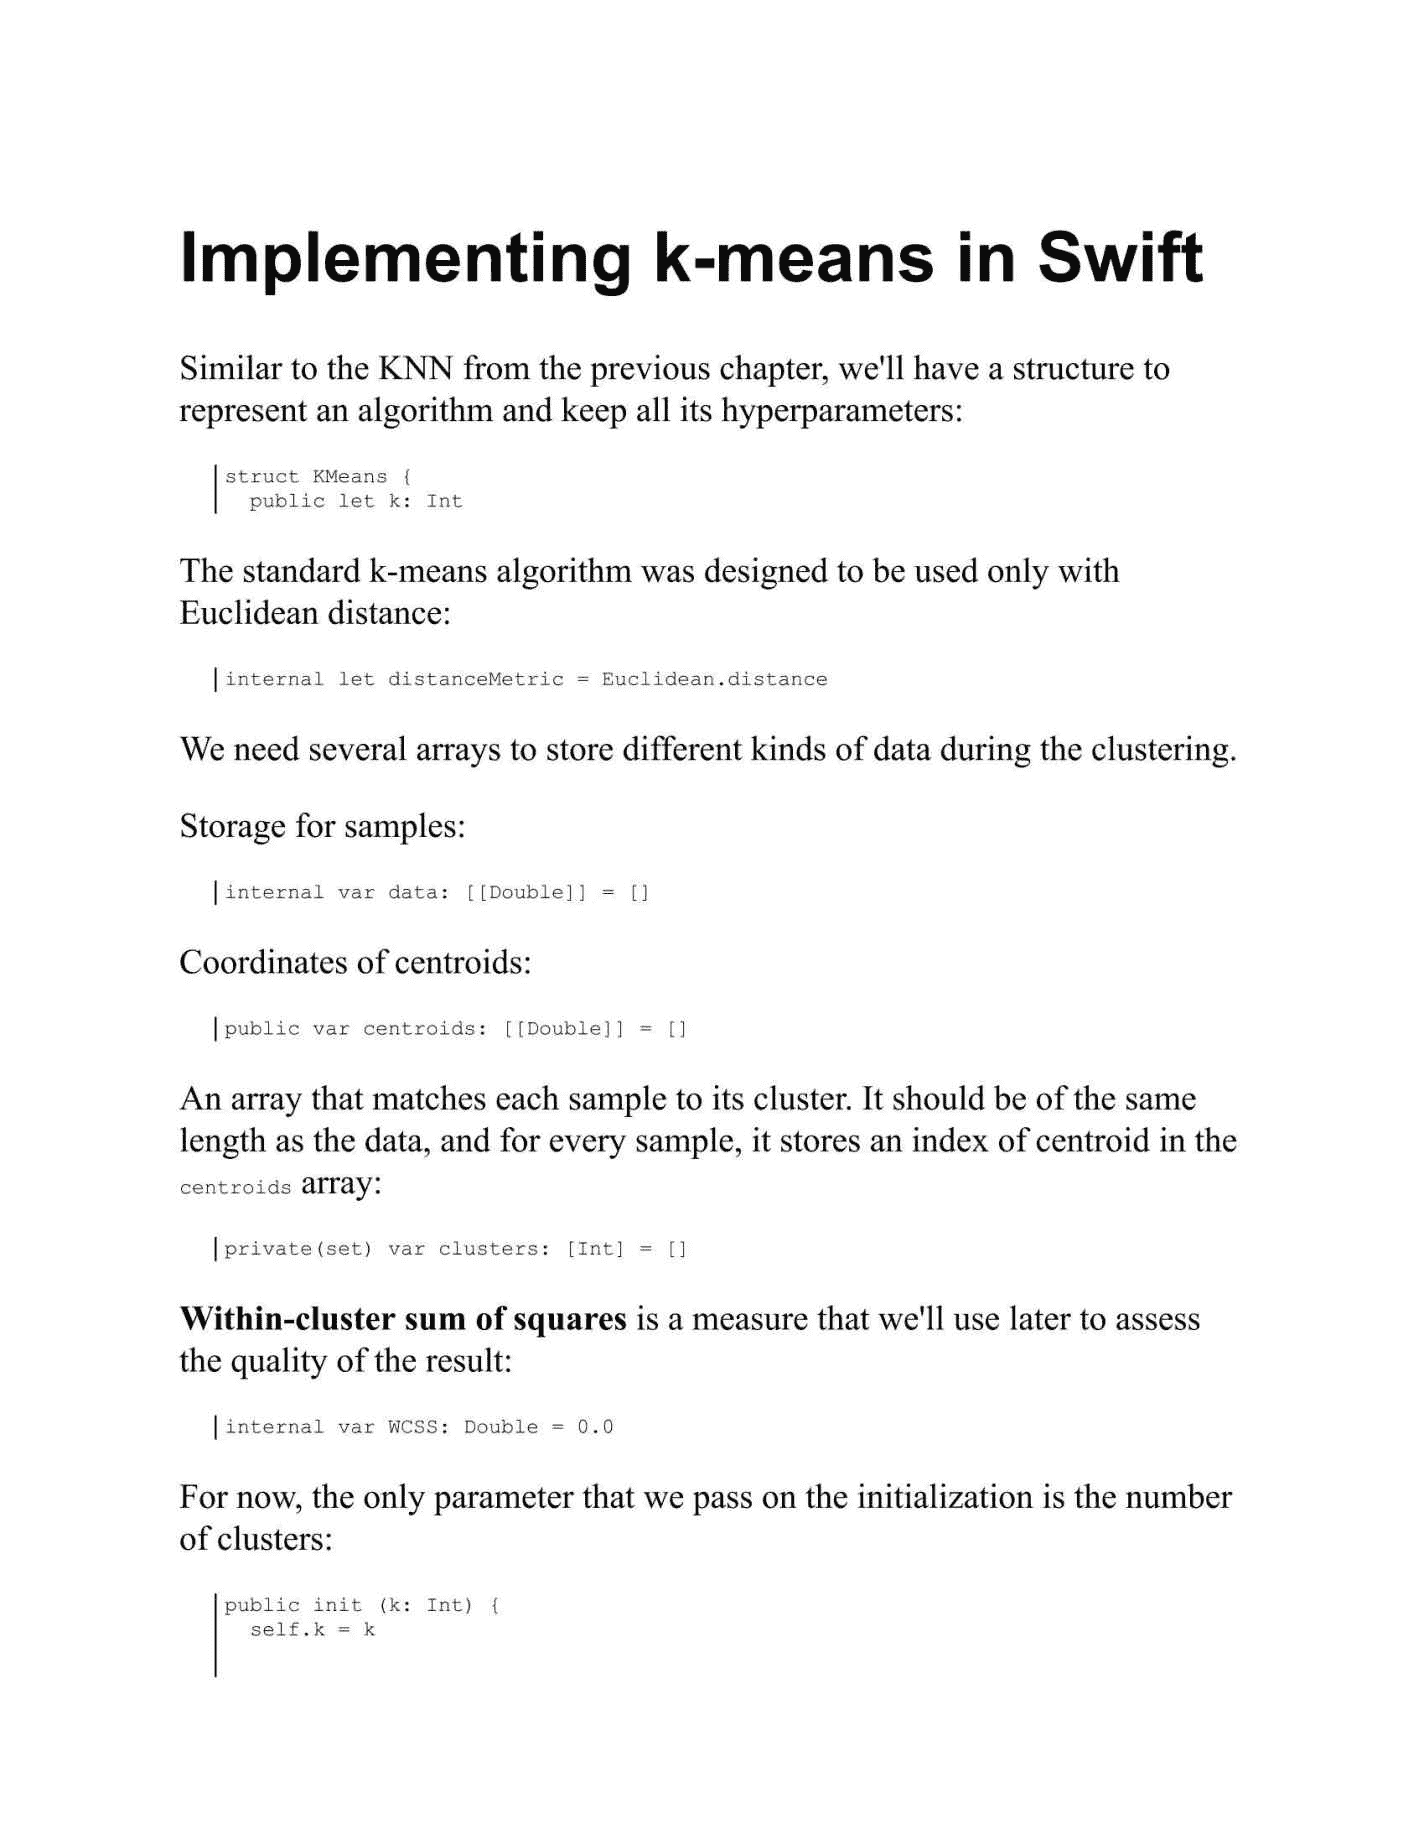 Implementing k-means in Swift
Similar to the KNN from the previous chapter, we'll have a structure to
represent an algorithm and keep all its hyperparameters:
struct KMeans {
  public let k: Int
The standard k-means algorithm was designed to be used only with
Euclidean distance:
internal let distanceMetric = Euclidean.distance
We need several arrays to store different kinds of data during the clustering.
Storage for samples:
internal var data: [[Double]] = []
Coordinates of centroids:
public var centroids: [[Double]] = []
An array that matches each sample to its cluster. It should be of the same
length as the data, and for every sample, it stores an index of centroid in the
centroids array:
private(set) var clusters: [Int] = []
Within-cluster sum of squares is a measure that we'll use later to assess
the quality of the result:
internal var WCSS: Double = 0.0
For now, the only parameter that we pass on the initialization is the number
of clusters:
public init (k: Int) {
  self.k = k